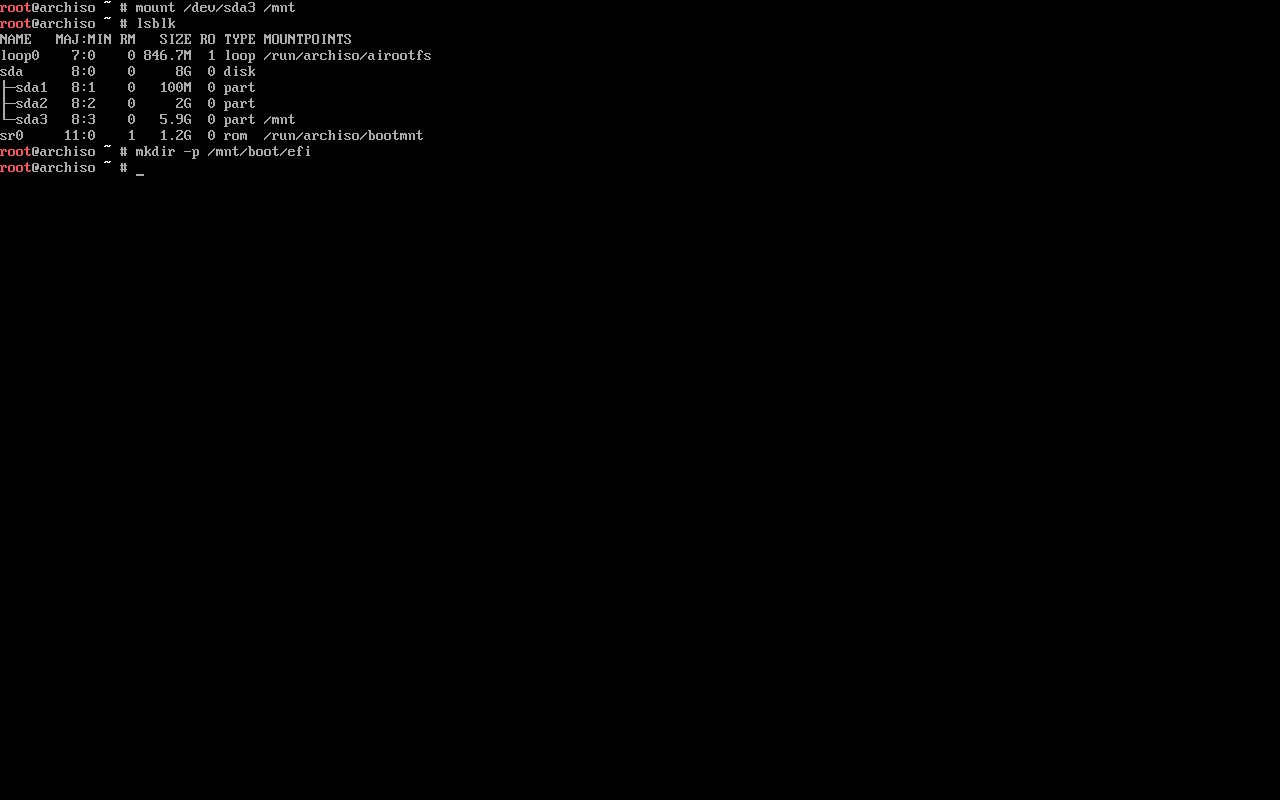 root@archiso ~ # mount /dev/sda3 /mnt
root@archiso ~ # lsblk
NAME   MAJ:MIN RM   SIZE RO TYPE MOUNTPOINTS
loop0    7:0    0 846.7M  1 loop /run/archiso/airootfs
sda      8:0    0     8G  0 disk
├─sda1   8:1    0   100M  0 part
├─sda2   8:2    0     2G  0 part
└─sda3   8:3    0   5.9G  0 part /mnt
sr0     11:0    1   1.2G  0 rom  /run/archiso/bootmnt
root@archiso ~ # mkdir -p /mnt/boot/efi
root@archiso ~ # _